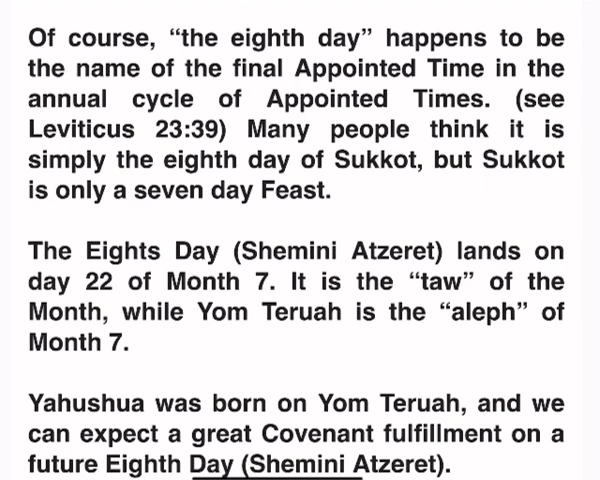 Of course, “the eighth day” happens to be
the name of the final Appointed Time in the
annual cycle of Appointed Times. (see
Leviticus 23:39) Many people think it is
simply the eighth day of Sukkot, but Sukkot
is only a seven day Feast.
The Eights Day (Shemini Atzeret) lands on
day 22 of Month 7. It is the “taw” of the
Month, while Yom Teruah is the “aleph” of
Month 7.
Yahushua was born on Yom Teruah, and we
can expect a great Covenant fulfillment on a
future Eighth Day (Shemini Atzeret).